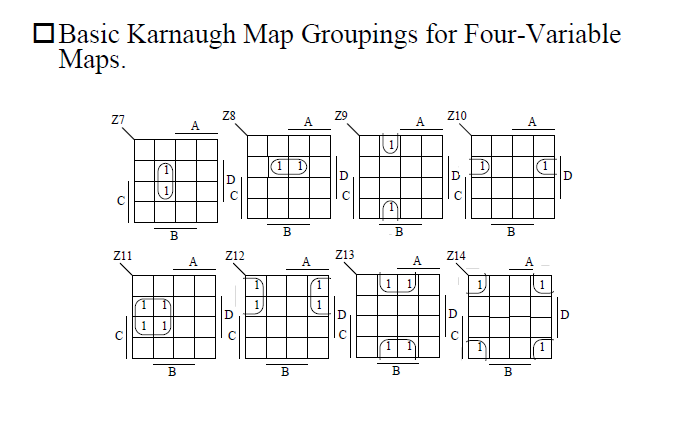 Basic Karnaugh Map Groupings for Four-Variable
Maps.
Z7 A
1
1
C D
B
Z8 A
1 1
C D
B
Z9 A
1
1
C D
B
Z10 A
1 1
C D
B
Z11 A
1 1
1 1
C D
B
Z12 A
1 1
1 1
C D
B
Z13 A
1 1
1 1
C D
B
Z14 A
1 1
1 1
C D
B